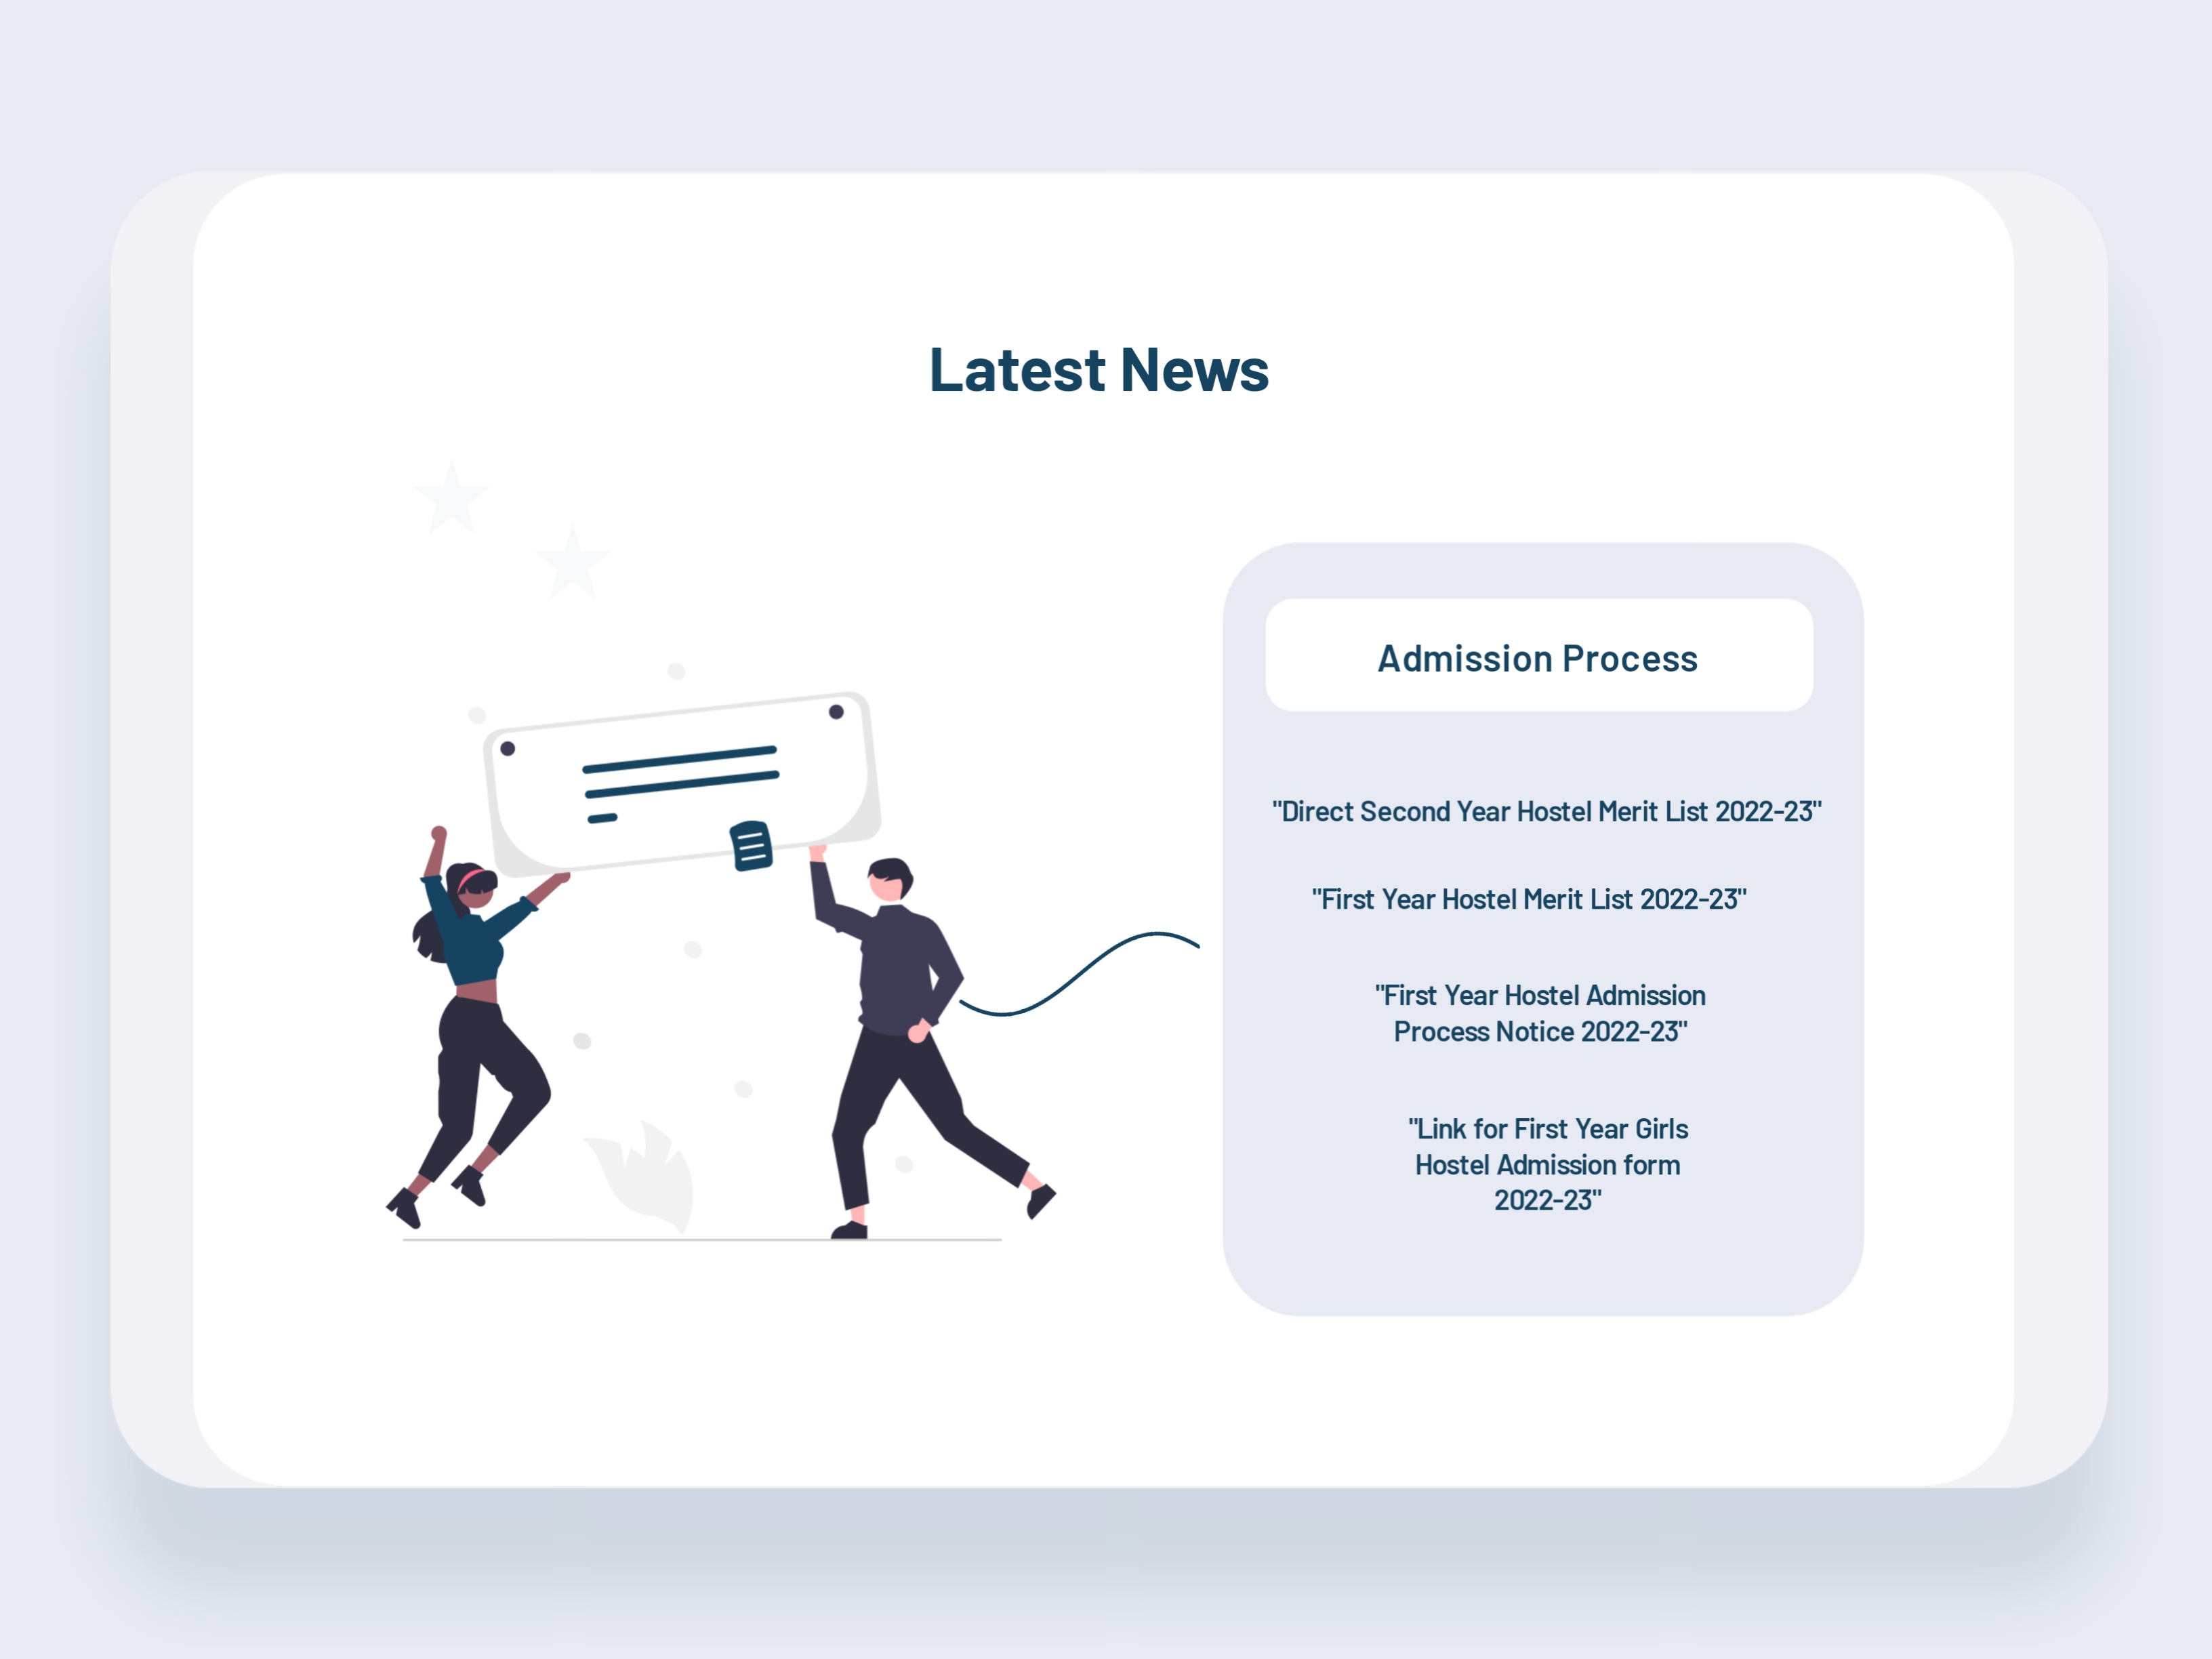 Latest News
Admission Process
"Direct Second Year Hostel Merit List 2022-23"
"First Year Hostel Merit List 2022-23"
"First Year Hostel Admission
Process Notice 2022-23"
"Link for First Year Girls
Hostel Admission form
2022-23"